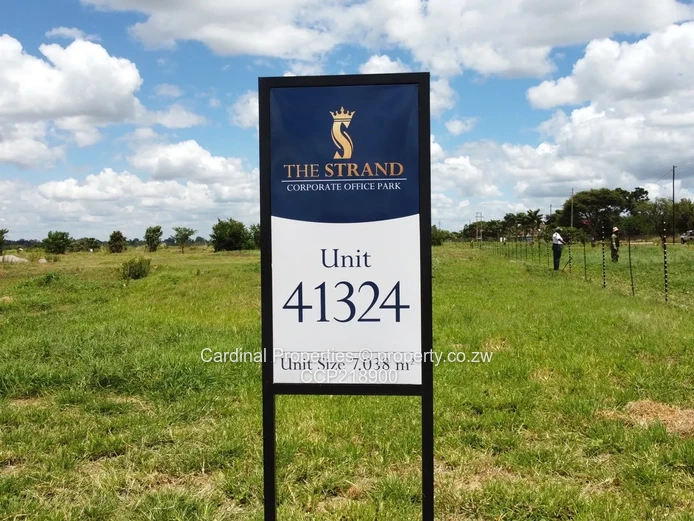 THE STRAND
CORPORATE OFFICE PARK
Unit
41324
Cardinal Properties © property.co.zw
Unit Size 7,038 m²
CCP218900